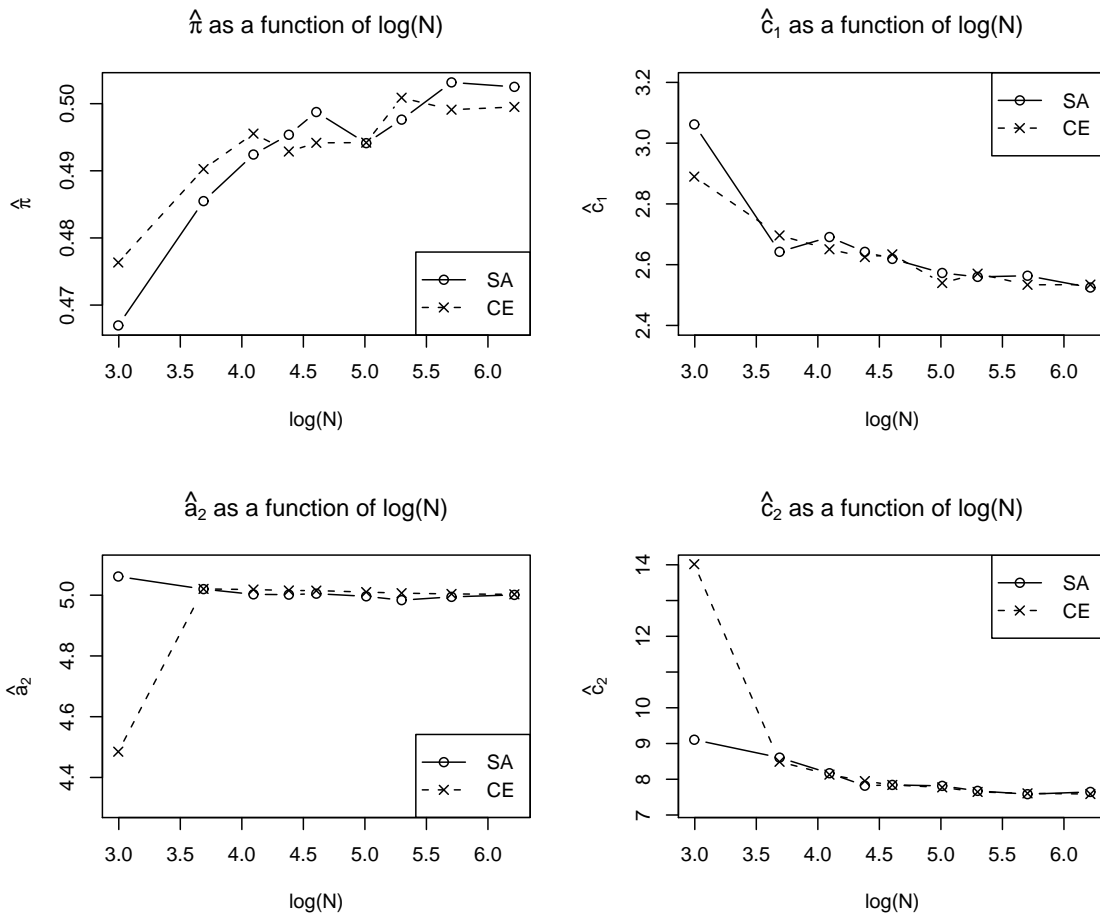 π̂ as a function of log(N)
0.50
0.49
0.48
0.47
π̂
SA
CE
3.0 3.5 4.0 4.5 5.0 5.5 6.0
log(N)
ĉ₁ as a function of log(N)
3.2
3.0
2.8
2.6
2.4
ĉ₁
SA
CE
3.0 3.5 4.0 4.5 5.0 5.5 6.0
log(N)
â₂ as a function of log(N)
5.0
4.8
4.6
4.4
â₂
SA
CE
3.0 3.5 4.0 4.5 5.0 5.5 6.0
log(N)
ĉ₂ as a function of log(N)
14
12
10
9
8
7
ĉ₂
SA
CE
3.0 3.5 4.0 4.5 5.0 5.5 6.0
log(N)